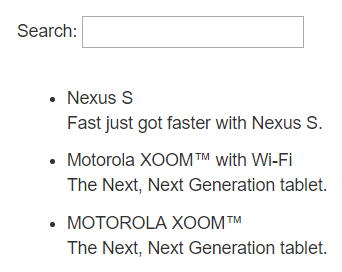 Search:
Nexus S
Fast just got faster with Nexus S.
Motorola XOOM™ with Wi-Fi
The Next, Next Generation tablet.
MOTOROLA XOOM™
The Next, Next Generation tablet.